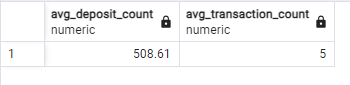 avg_deposit_count avg_transaction_count
numeric numeric
1 508.61 5